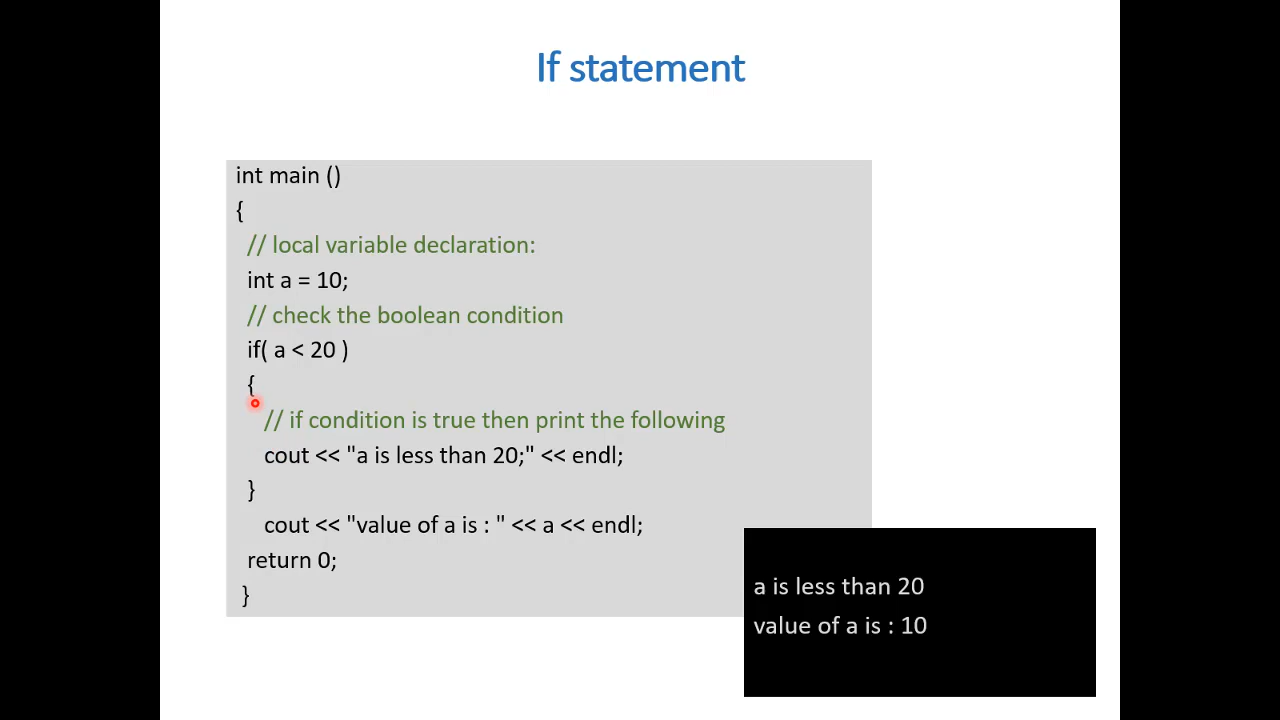 If statement
int main ()
{
// local variable declaration:
int a = 10;
// check the boolean condition
if( a < 20 )
{
// if condition is true then print the following
cout << "a is less than 20;" << endl;
}
cout << "value of a is : " << a << endl;
return 0;
}
a is less than 20
value of a is : 10